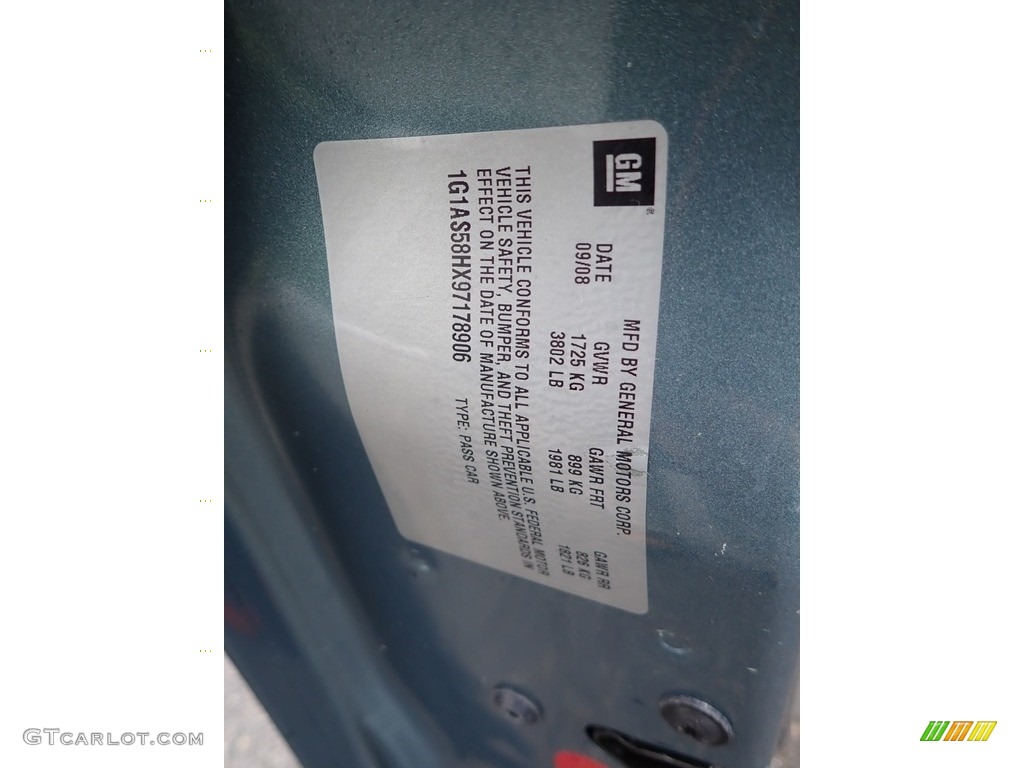 GM
®
MFD BY GENERAL MOTORS CORP.
DATE GVWR GAWR FRT GAWR RR
09/08 1725 KG 899 KG 826 KG
3802 LB 1981 LB 1821 LB
THIS VEHICLE CONFORMS TO ALL APPLICABLE U.S. FEDERAL MOTOR
VEHICLE SAFETY, BUMPER, AND THEFT PREVENTION STANDARDS IN
EFFECT ON THE DATE OF MANUFACTURE SHOWN ABOVE.
1G1AS58HX97178906 TYPE: PASS CAR
GTCARLOT.COM